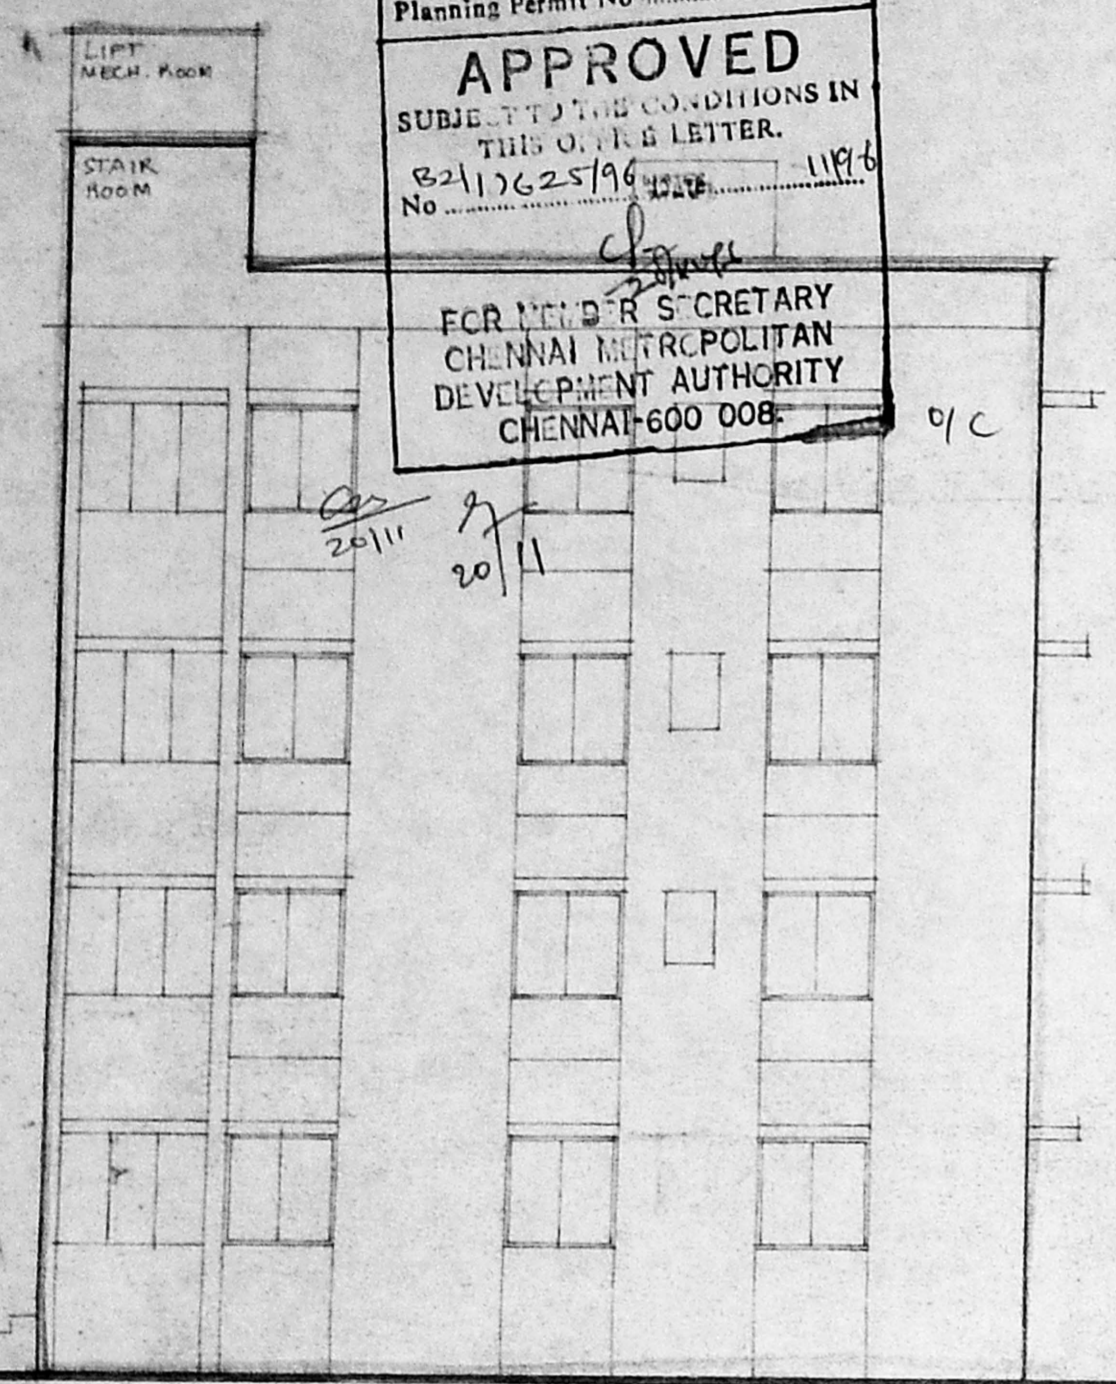 Planning Permit No
LIFT
MECH. ROOM
APPROVED
SUBJECT TO THE CONDITIONS IN
THIS OFFICE LETTER.
STAIR
ROOM
No B2/17625/96
FOR MEMBER SECRETARY
CHENNAI METROPOLITAN
DEVELOPMENT AUTHORITY
CHENNAI-600 008.
O/C
20/11
20/11